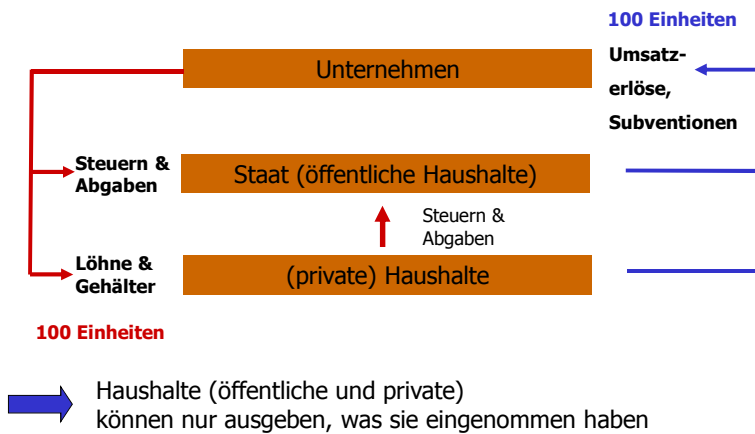 100 Einheiten
Unternehmen
Umsatz-
erlöse,
Subventionen
Steuern &
Abgaben
Staat (öffentliche Haushalte)
Steuern &
Abgaben
Löhne &
Gehälter
(private) Haushalte
100 Einheiten
Haushalte (öffentliche und private)
können nur ausgeben, was sie eingenommen haben